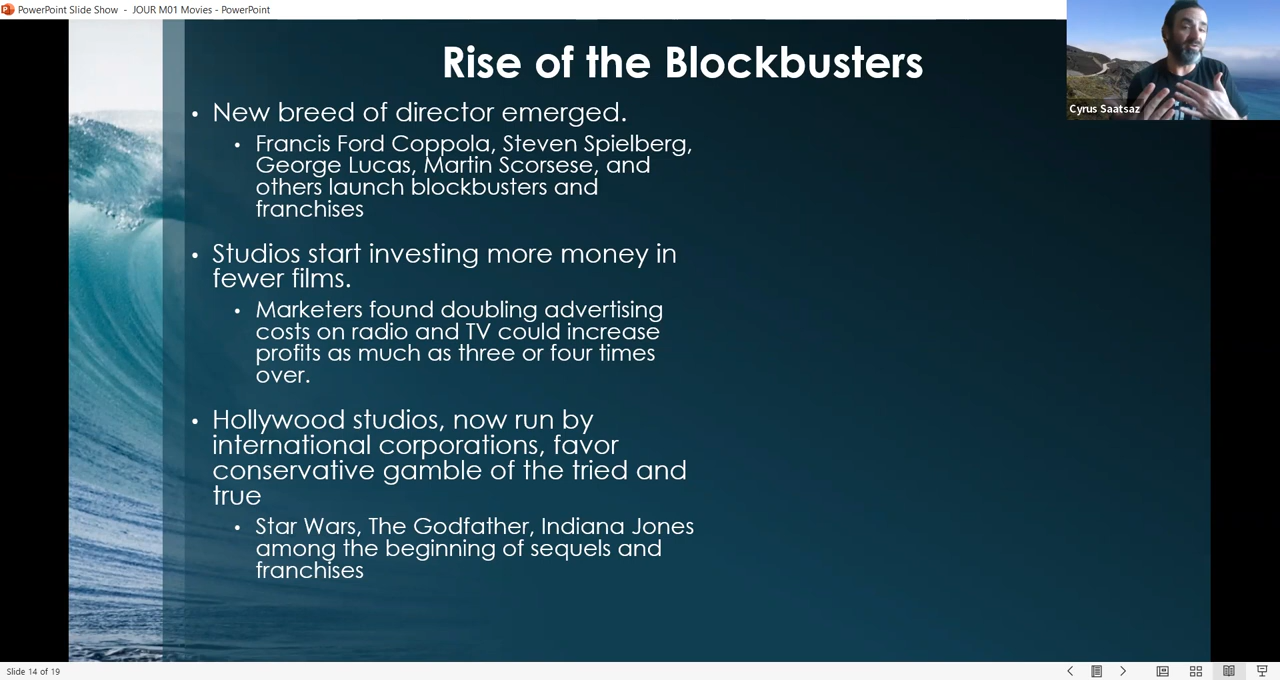 PowerPoint Slide Show - JOUR M01 Movies - PowerPoint
Rise of the Blockbusters
• New breed of director emerged.
• Francis Ford Coppola, Steven Spielberg,
George Lucas, Martin Scorsese, and
others launch blockbusters and
franchises
• Studios start investing more money in
fewer films.
• Marketers found doubling advertising
costs on radio and TV could increase
profits as much as three or four times
over.
• Hollywood studios, now run by
international corporations, favor
conservative gamble of the tried and
true
• Star Wars, The Godfather, Indiana Jones
among the beginning of sequels and
franchises
Cyrus Saatsaz
Slide 14 of 19